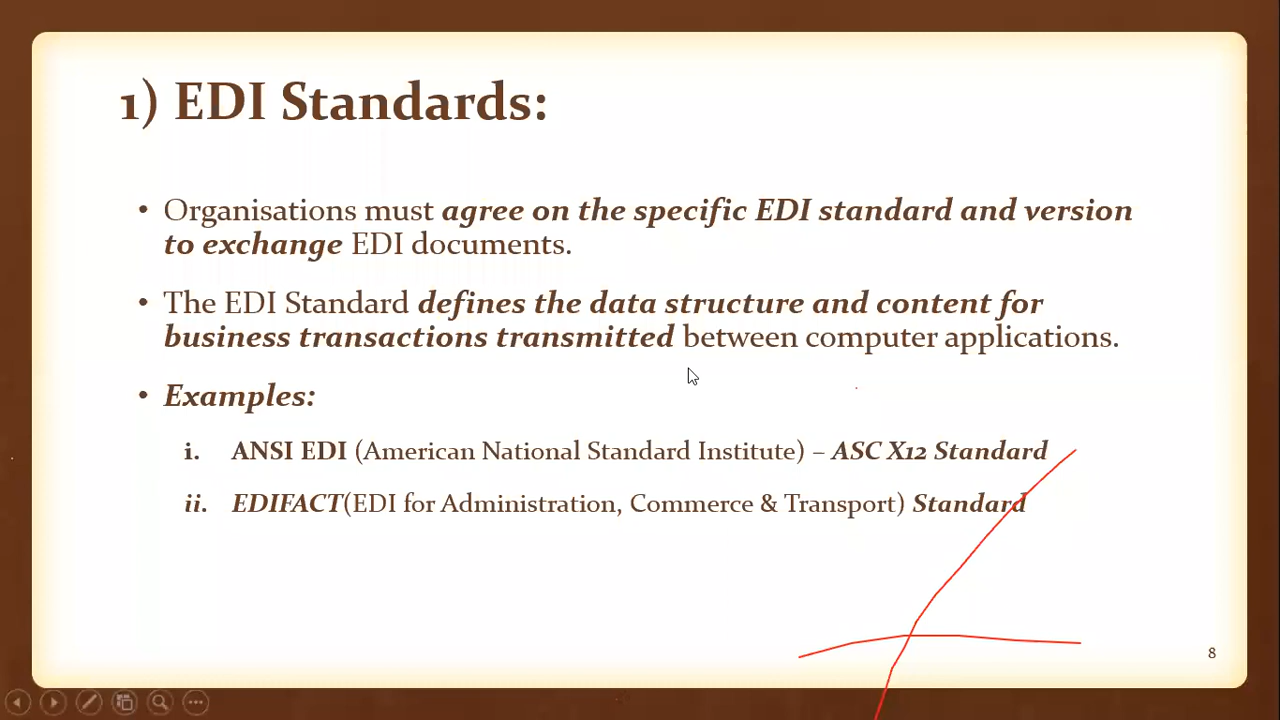 1) EDI Standards:
• Organisations must agree on the specific EDI standard and version
to exchange EDI documents.
• The EDI Standard defines the data structure and content for
business transactions transmitted between computer applications.
• Examples:
i. ANSI EDI (American National Standard Institute) – ASC X12 Standard
ii. EDIFACT(EDI for Administration, Commerce & Transport) Standard
8